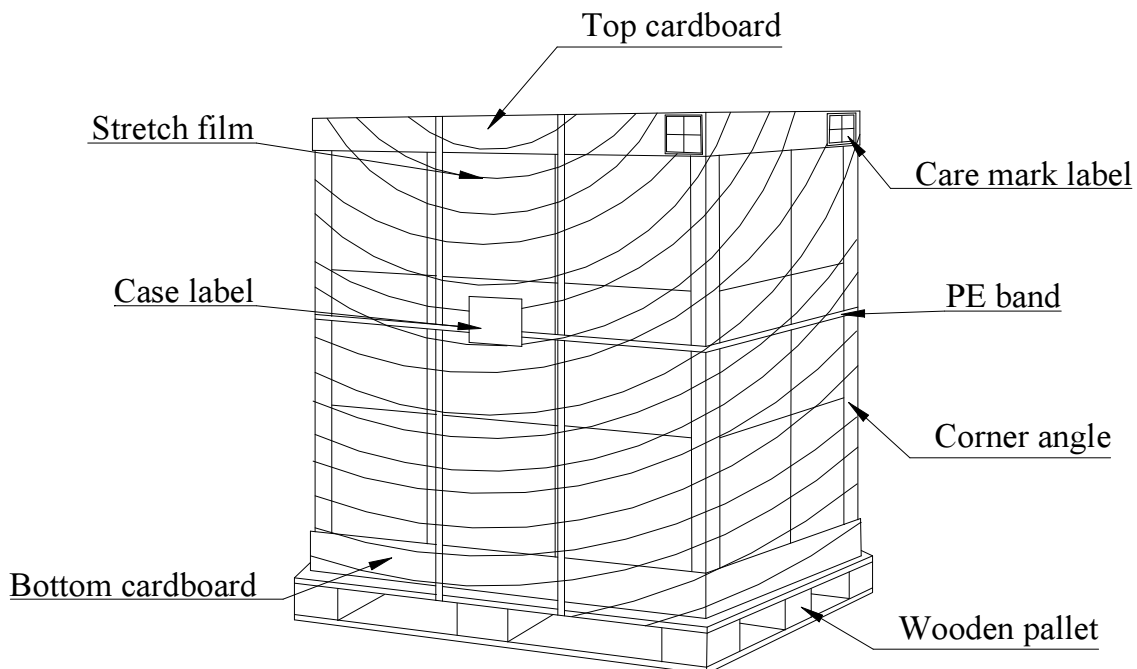 Top cardboard
Stretch film
Care mark label
Case label
PE band
Corner angle
Bottom cardboard
Wooden pallet